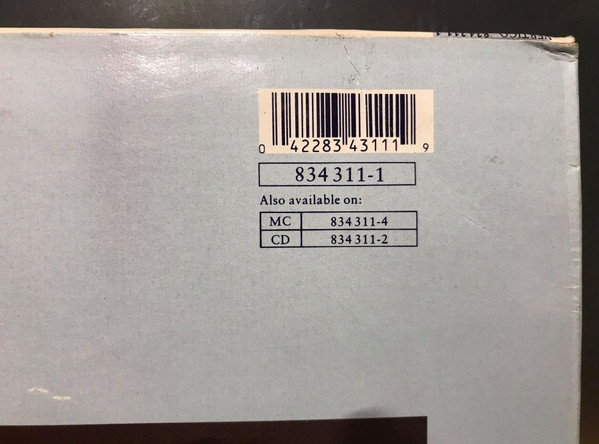 0 42283 43111 9
834 311-1
Also available on:
MC 834 311-4
CD 834 311-2